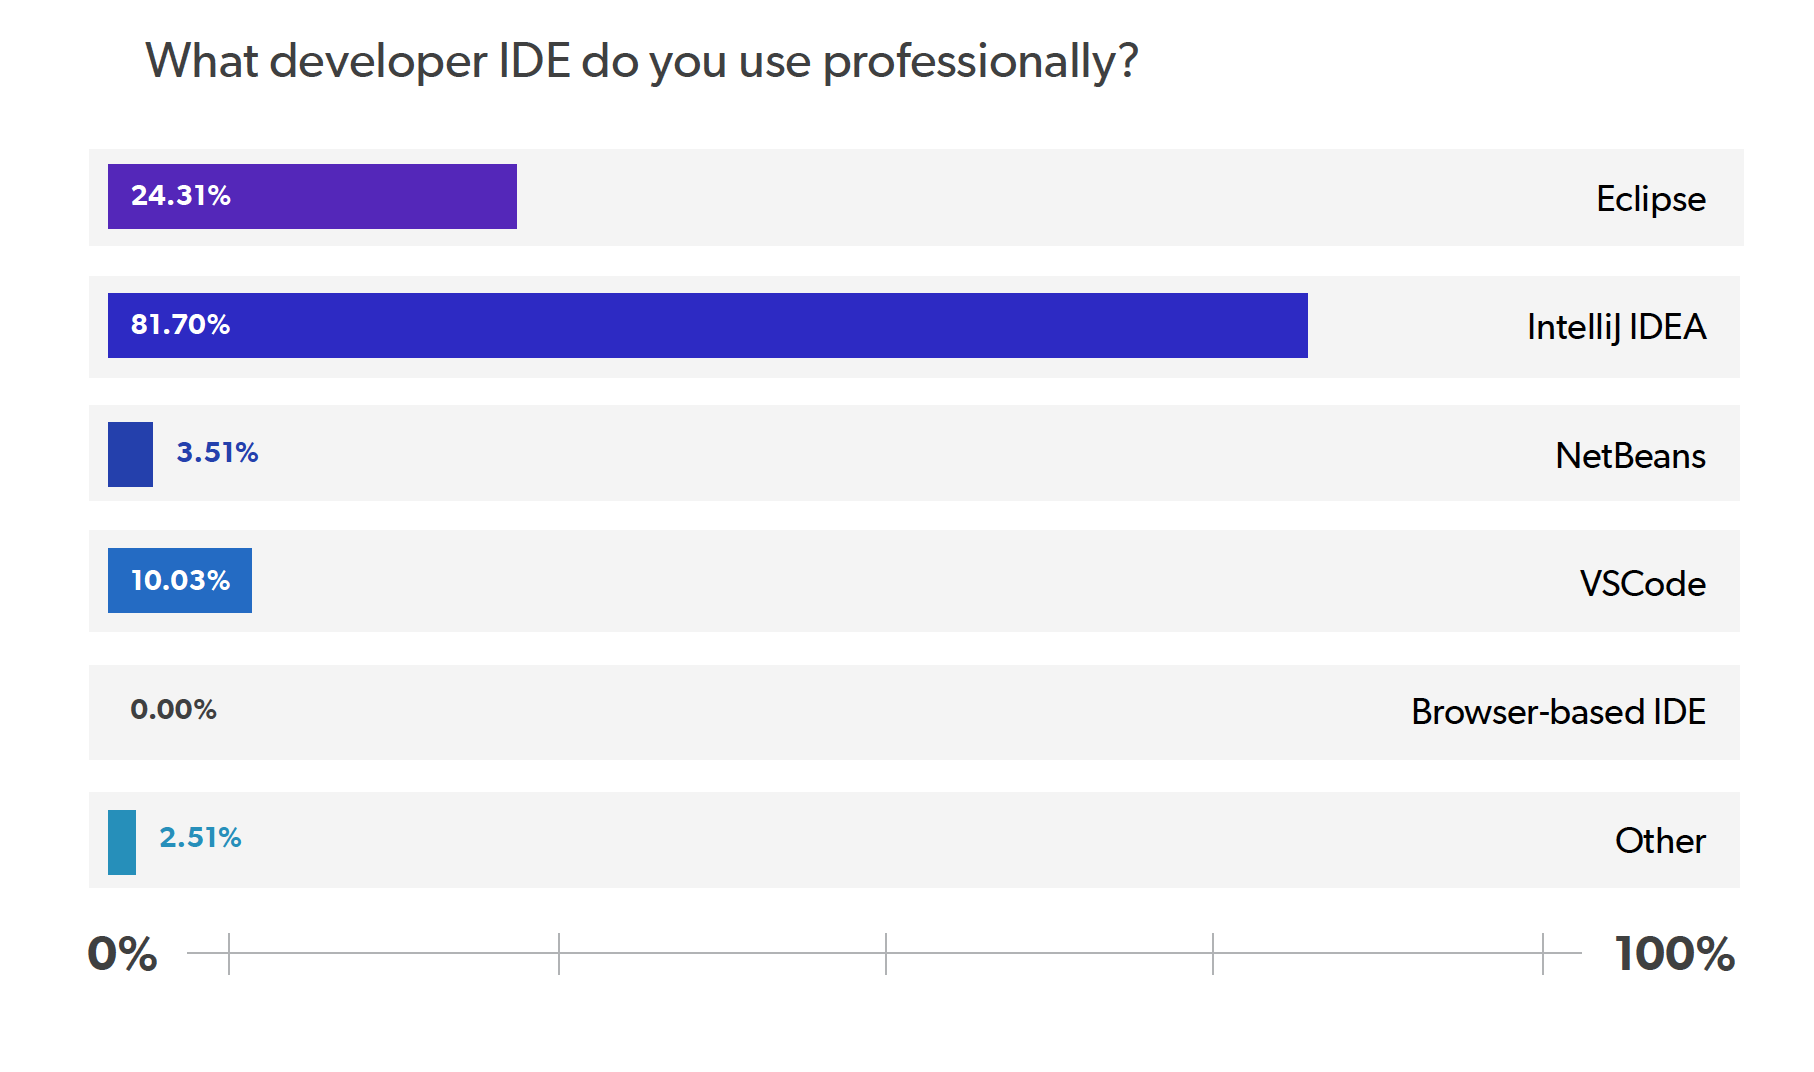 What developer IDE do you use professionally?
24.31% Eclipse
81.70% IntelliJ IDEA
3.51% NetBeans
10.03% VSCode
0.00% Browser-based IDE
2.51% Other
0% 100%